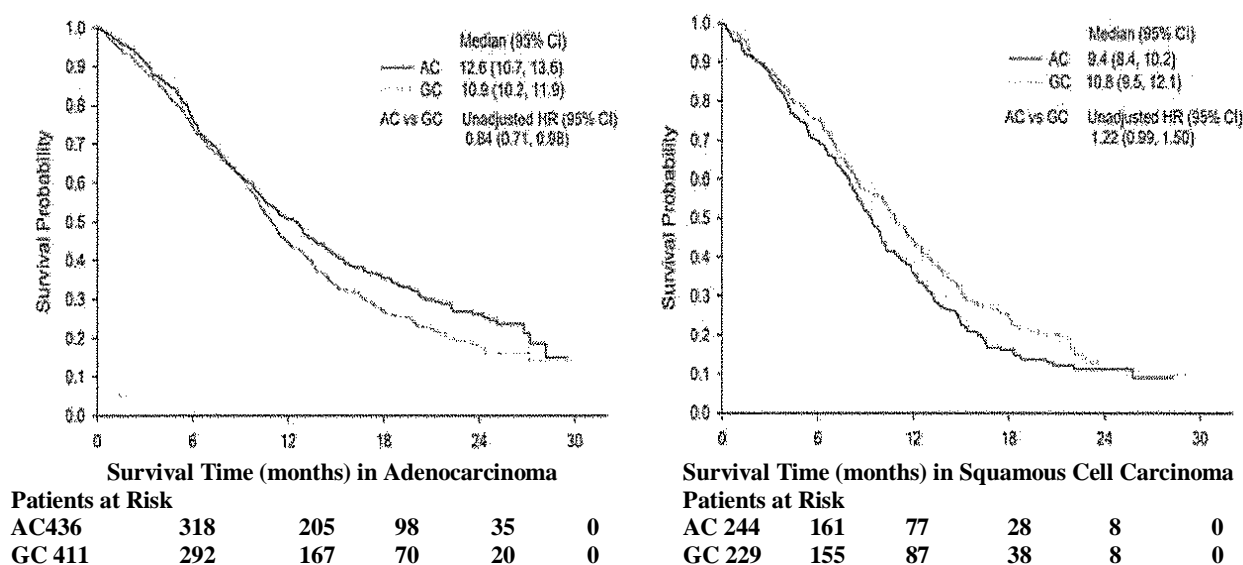 Median (95% CI)
AC 12.6 (10.7, 13.6)
GC 10.9 (10.2, 11.9)
AC vs GC Unadjusted HR (95% CI)
0.84 (0.71, 0.98)
Survival Probability
1.0
0.9
0.8
0.7
0.6
0.5
0.4
0.3
0.2
0.1
0.0
0 6 12 18 24 30
Survival Time (months) in Adenocarcinoma
Patients at Risk
AC436 318 205 98 35 0
GC 411 292 167 70 20 0
Median (95% CI)
AC 9.4 (8.4, 10.2)
GC 10.8 (9.5, 12.1)
AC vs GC Unadjusted HR (95% CI)
1.22 (0.99, 1.50)
Survival Probability
1.0
0.9
0.8
0.7
0.6
0.5
0.4
0.3
0.2
0.1
0.0
0 6 12 18 24 30
Survival Time (months) in Squamous Cell Carcinoma
Patients at Risk
AC 244 161 77 28 8 0
GC 229 155 87 38 8 0